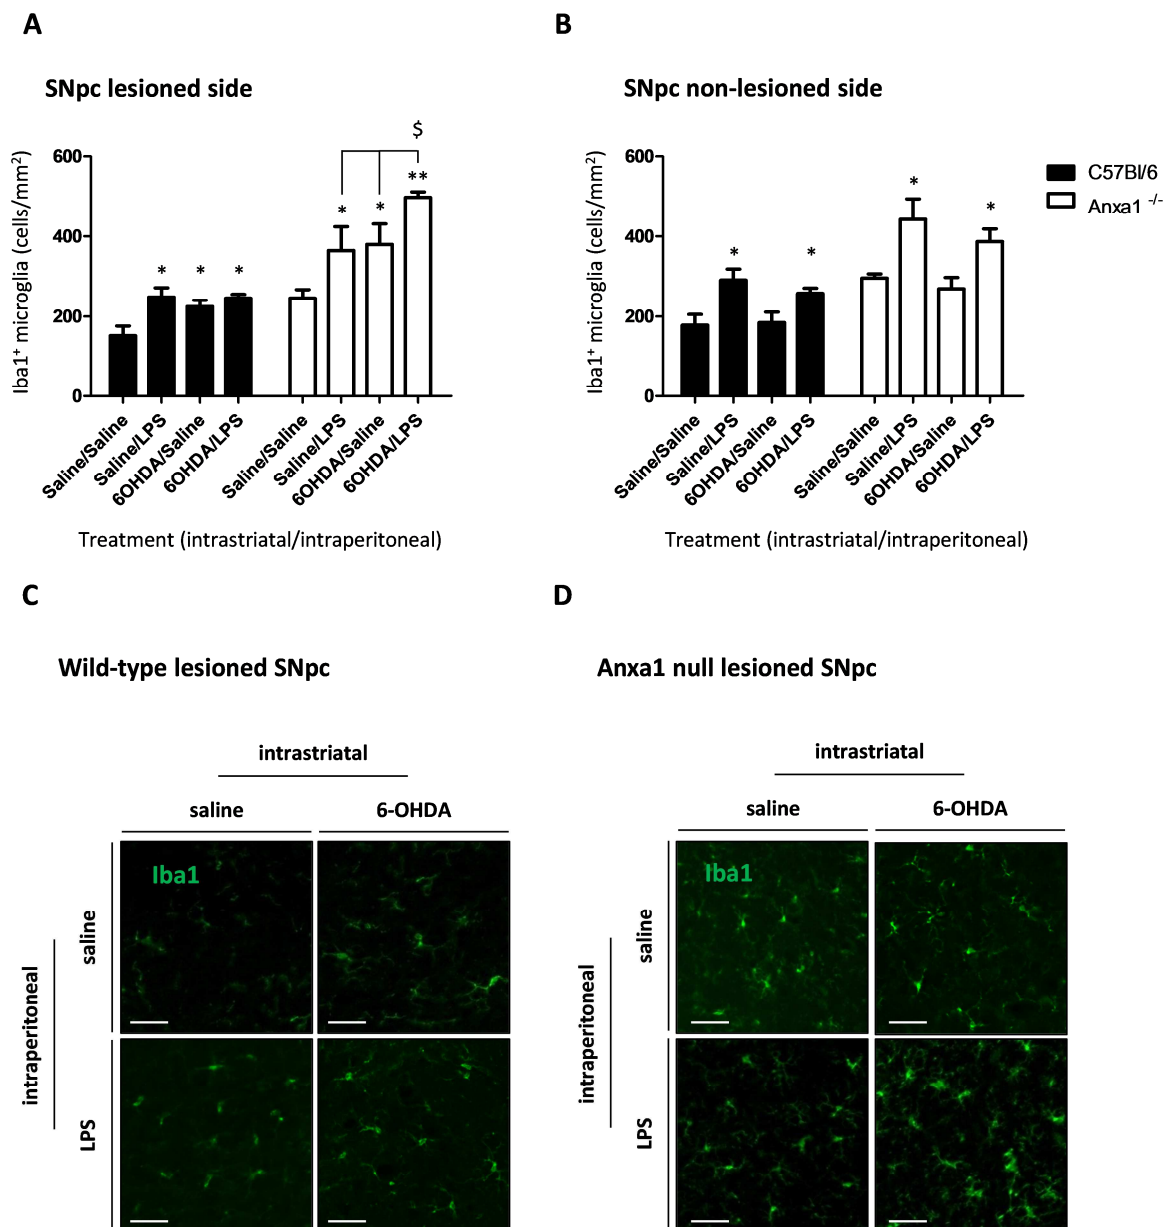 A
SNpc lesioned side
Iba1+ microglia (cells/mm2)
600
400
200
0
*
*
*
*
*
**
$
Saline/Saline
Saline/LPS
6OHDA/Saline
6OHDA/LPS
Saline/Saline
Saline/LPS
6OHDA/Saline
6OHDA/LPS
Treatment (intrastriatal/intraperitoneal)
B
SNpc non-lesioned side
Iba1+ microglia (cells/mm2)
600
400
200
0
*
*
*
*
Saline/Saline
Saline/LPS
6OHDA/Saline
6OHDA/LPS
Saline/Saline
Saline/LPS
6OHDA/Saline
6OHDA/LPS
Treatment (intrastriatal/intraperitoneal)
C57Bl/6
Anxa1 -/-
C
Wild-type lesioned SNpc
intrastriatal
saline
6-OHDA
intraperitoneal
saline
LPS
Iba1
D
Anxa1 null lesioned SNpc
intrastriatal
saline
6-OHDA
intraperitoneal
saline
LPS
Iba1